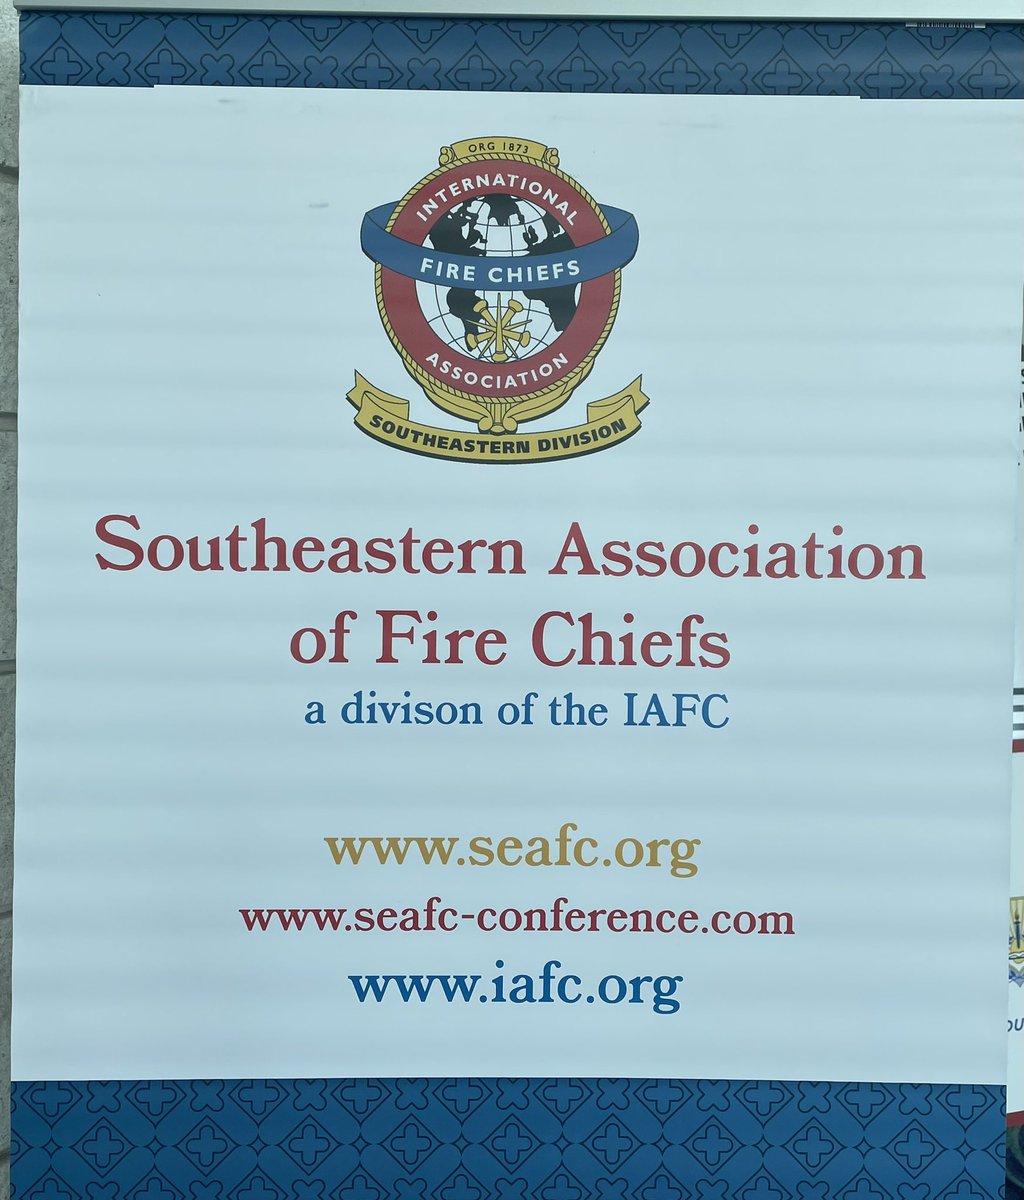 ORG 1873
INTERNATIONAL
FIRE CHIEFS
ASSOCIATION
SOUTHEASTERN DIVISION
Southeastern Association
of Fire Chiefs
a divison of the IAFC
www.seafc.org
www.seafc-conference.com
www.iafc.org